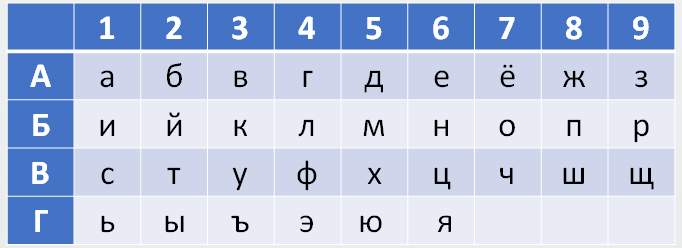 1 2 3 4 5 6 7 8 9
А а б в г д е ё ж з
Б и й к л м н о п р
В с т у ф х ц ч ш щ
Г ь ы ъ э ю я